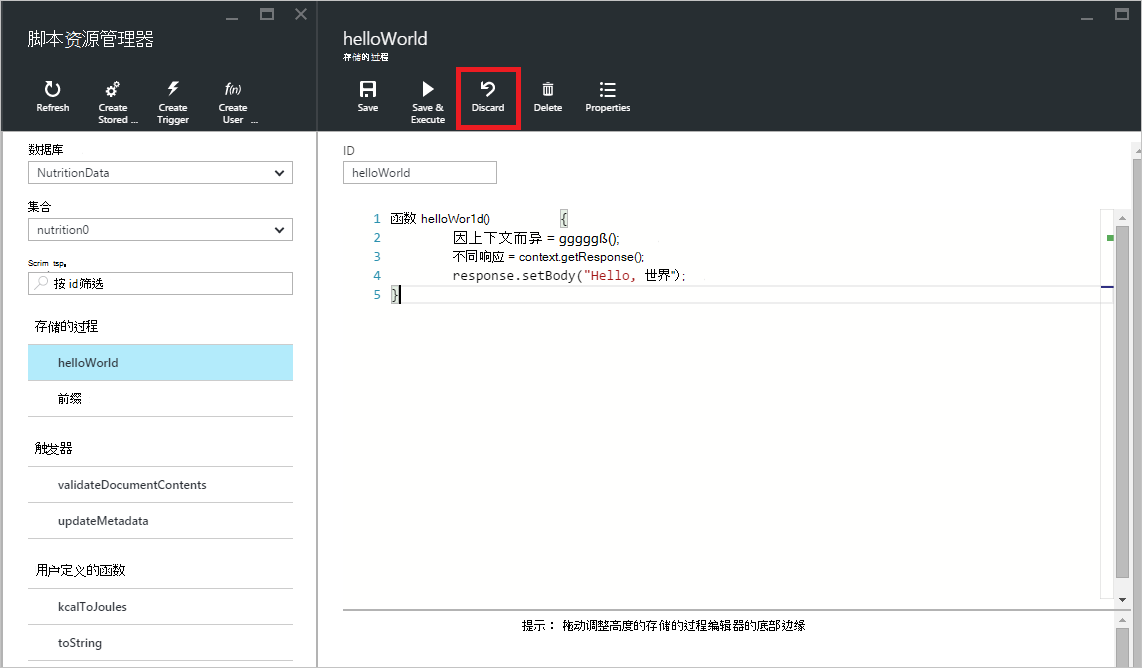 脚本资源管理器
Refresh
Create Stored ...
Create Trigger
f(n)
Create User ...
数据库
NutritionData
集合
nutrition0
Scrim tsp。
按 id筛选
存储的过程
helloWorld
前缀
触发器
validateDocumentContents
updateMetadata
用户定义的函数
kcalToJoules
toString
helloWorld
存储的过程
Save
Save & Execute
Discard
Delete
Properties
ID
helloWorld
1 函数 helloWor1d() {
2 因上下文而异 = gggggß();
3 不同响应 = context.getResponse();
4 response.setBody("Hello, 世界");
5 }
提示： 拖动调整高度的存储的过程编辑器的底部边缘